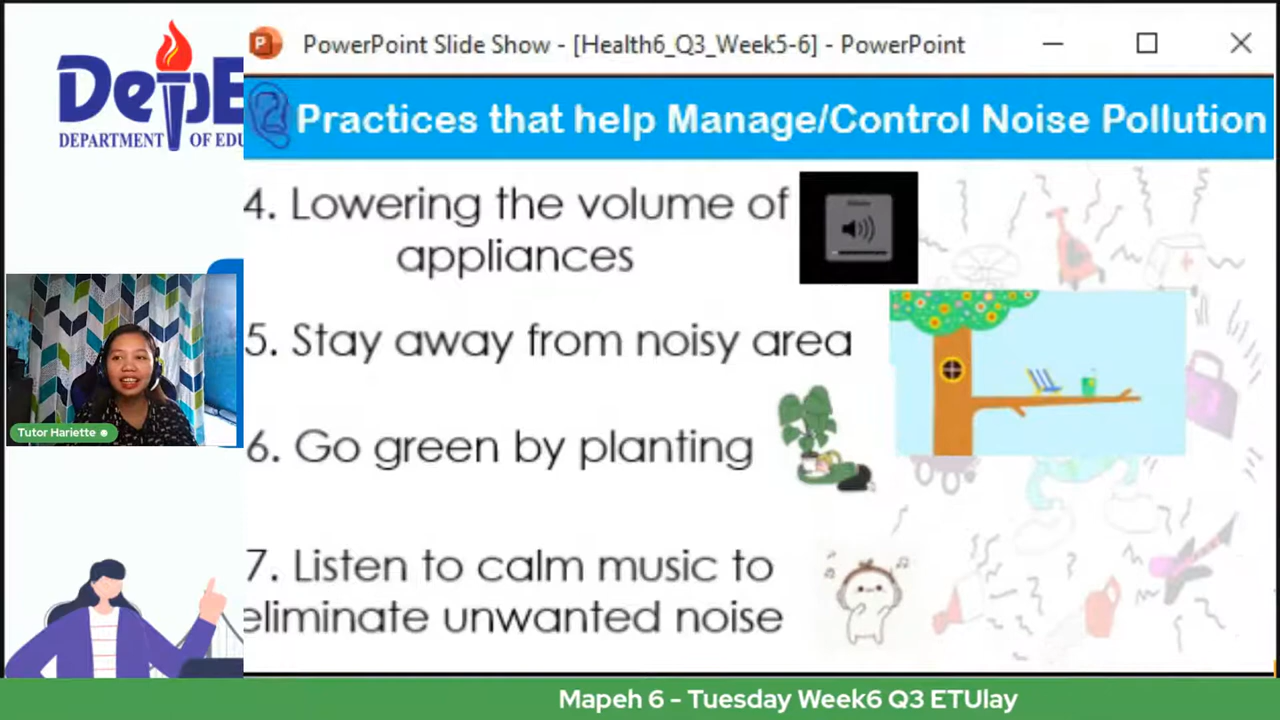 DepE
DEPARTMENT OF EDU
PowerPoint Slide Show - [Health6_Q3_Week5-6] - PowerPoint
Practices that help Manage/Control Noise Pollution
4. Lowering the volume of
appliances
5. Stay away from noisy area
6. Go green by planting
7. Listen to calm music to
eliminate unwanted noise
Tutor Hariette
Mapeh 6 - Tuesday Week6 Q3 ETUlay